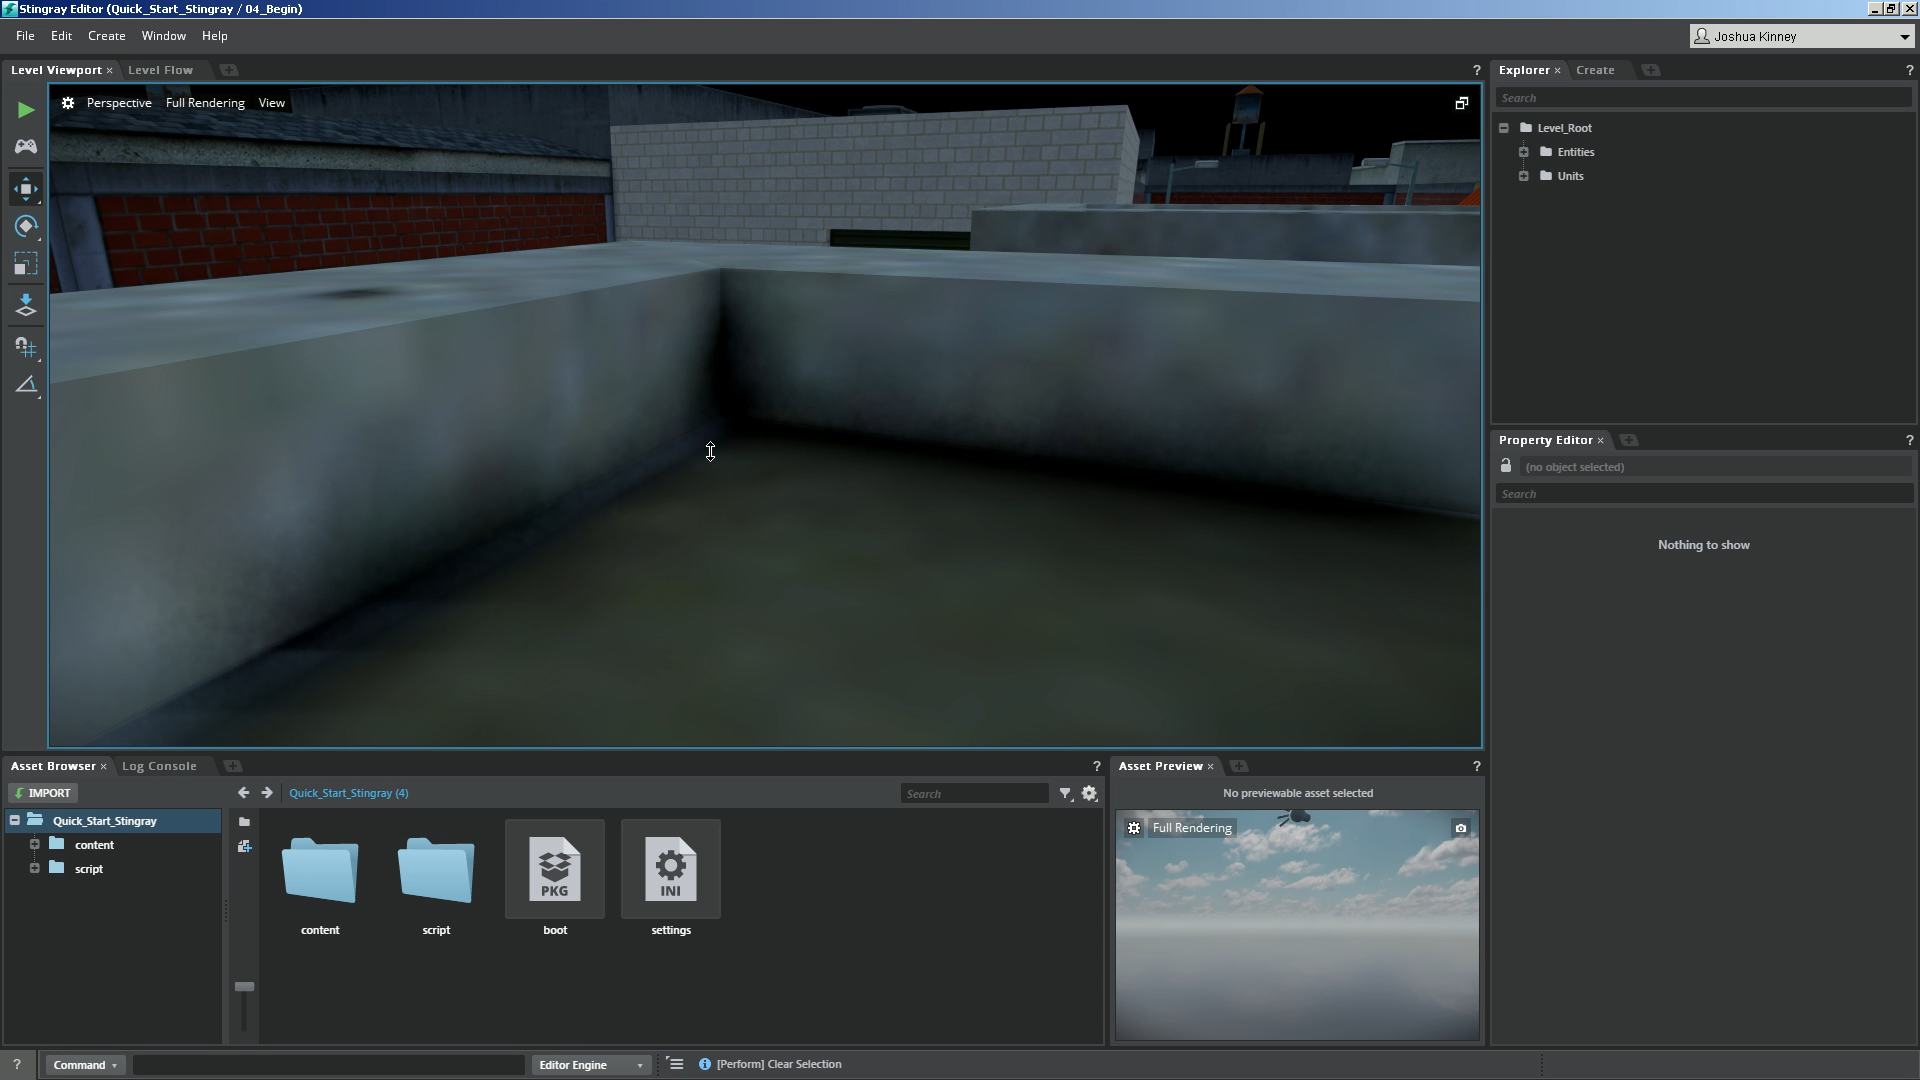 Stingray Editor (Quick_Start_Stingray / 04_Begin)
File Edit Create Window Help
Joshua Kinney
Level Viewport × Level Flow
?
Explorer × Create
?
Perspective Full Rendering View
Search
Level_Root
Entities
Units
Property Editor ×
?
(no object selected)
Search
Nothing to show
Asset Browser × Log Console
?
Asset Preview ×
?
IMPORT
Quick_Start_Stingray (4)
Search
No previewable asset selected
Quick_Start_Stingray
content
script
PKG
INI
content
script
boot
settings
Full Rendering
?
Command
Editor Engine
[Perform] Clear Selection